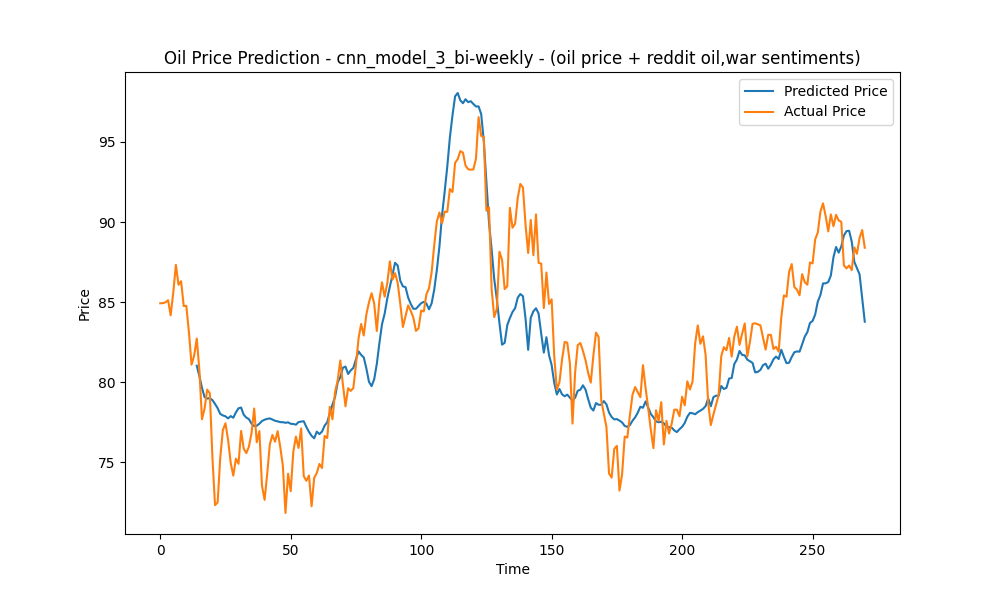 Oil Price Prediction - cnn_model_3_bi-weekly - (oil price + reddit oil,war sentiments)
Predicted Price
Actual Price
Price
95
90
85
80
75
0 50 100 150 200 250
Time